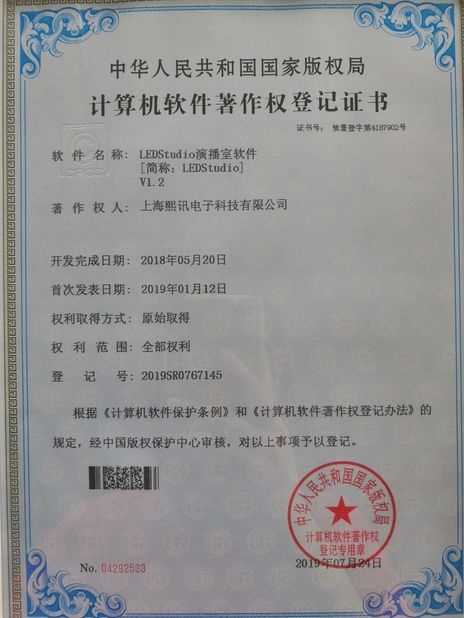 中华人民共和国国家版权局
计算机软件著作权登记证书
证书号： 软著登字第4187902号
CPCC
软件名称： LEDStudio演播室软件
[简称：LEDStudio]
V1.2
著作权人： 上海熙讯电子科技有限公司
开发完成日期： 2018年05月20日
首次发表日期： 2019年01月12日
权利取得方式： 原始取得
权利范围： 全部权利
登记号： 2019SR0767145
根据《计算机软件保护条例》和《计算机软件著作权登记办法》的
规定，经中国版权保护中心审核，对以上事项予以登记。
中华人民共和国国家版权局
计算机软件著作权
登记专用章
No. 04292533
2019年07月24日